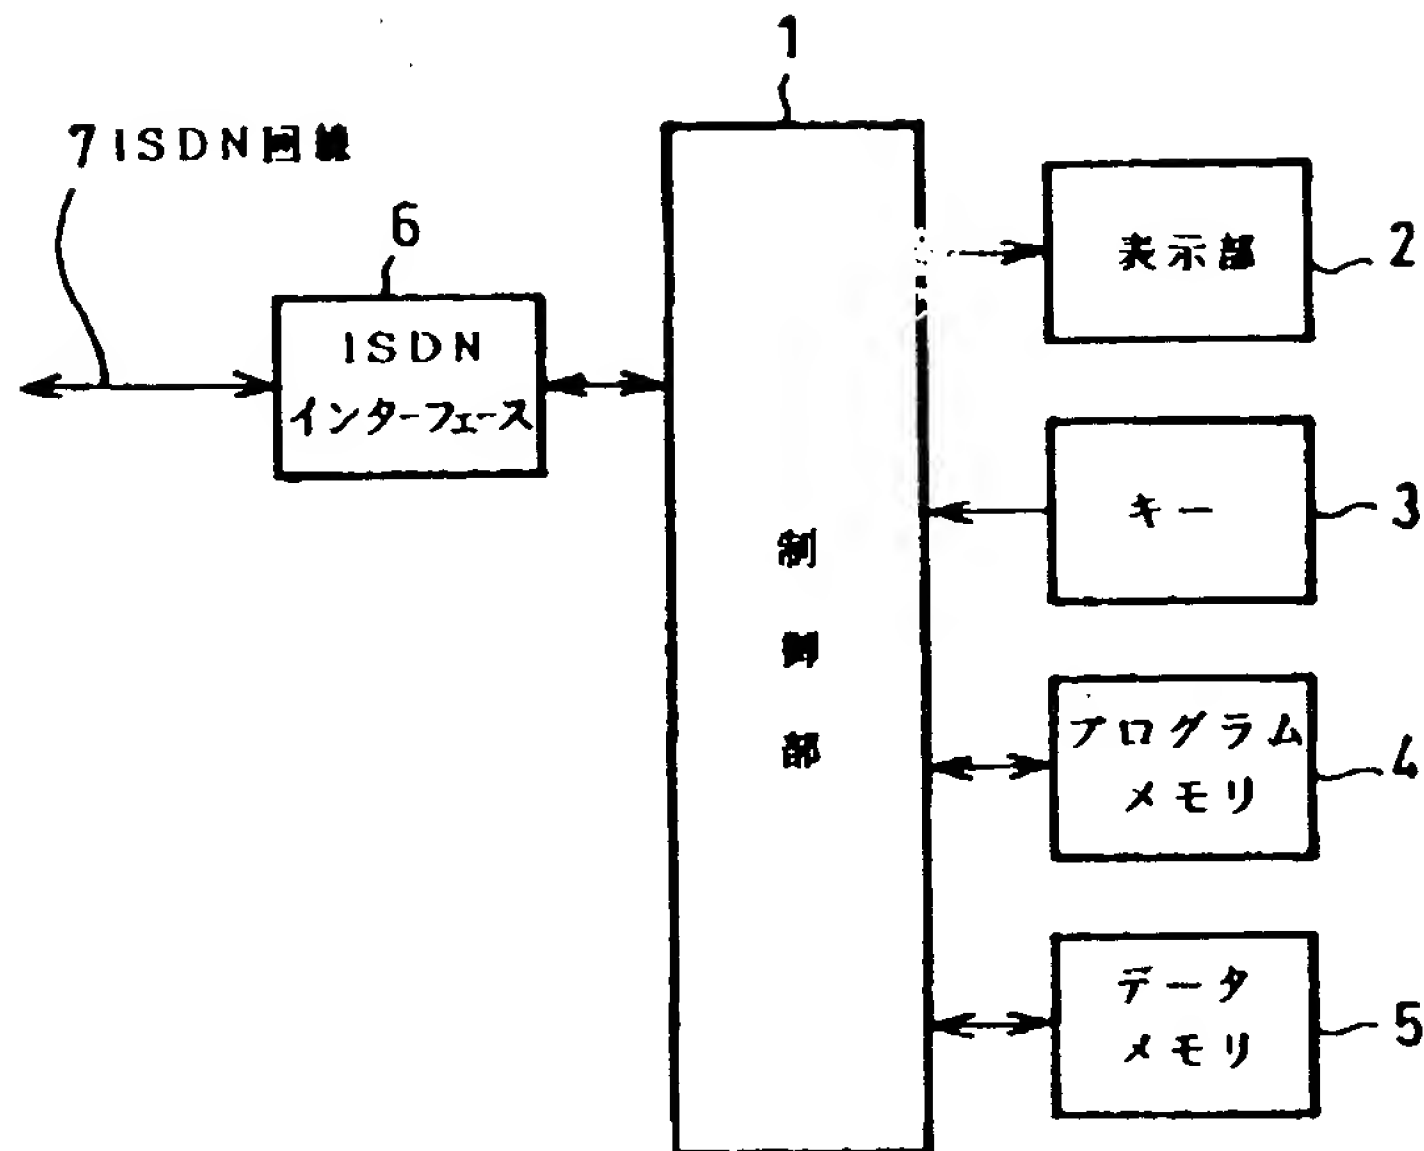 1
7 ISDN回線
6
ISDN
インターフェース
表示部
2
キー
3
制
御
部
プログラム
メモリ
4
データ
メモリ
5